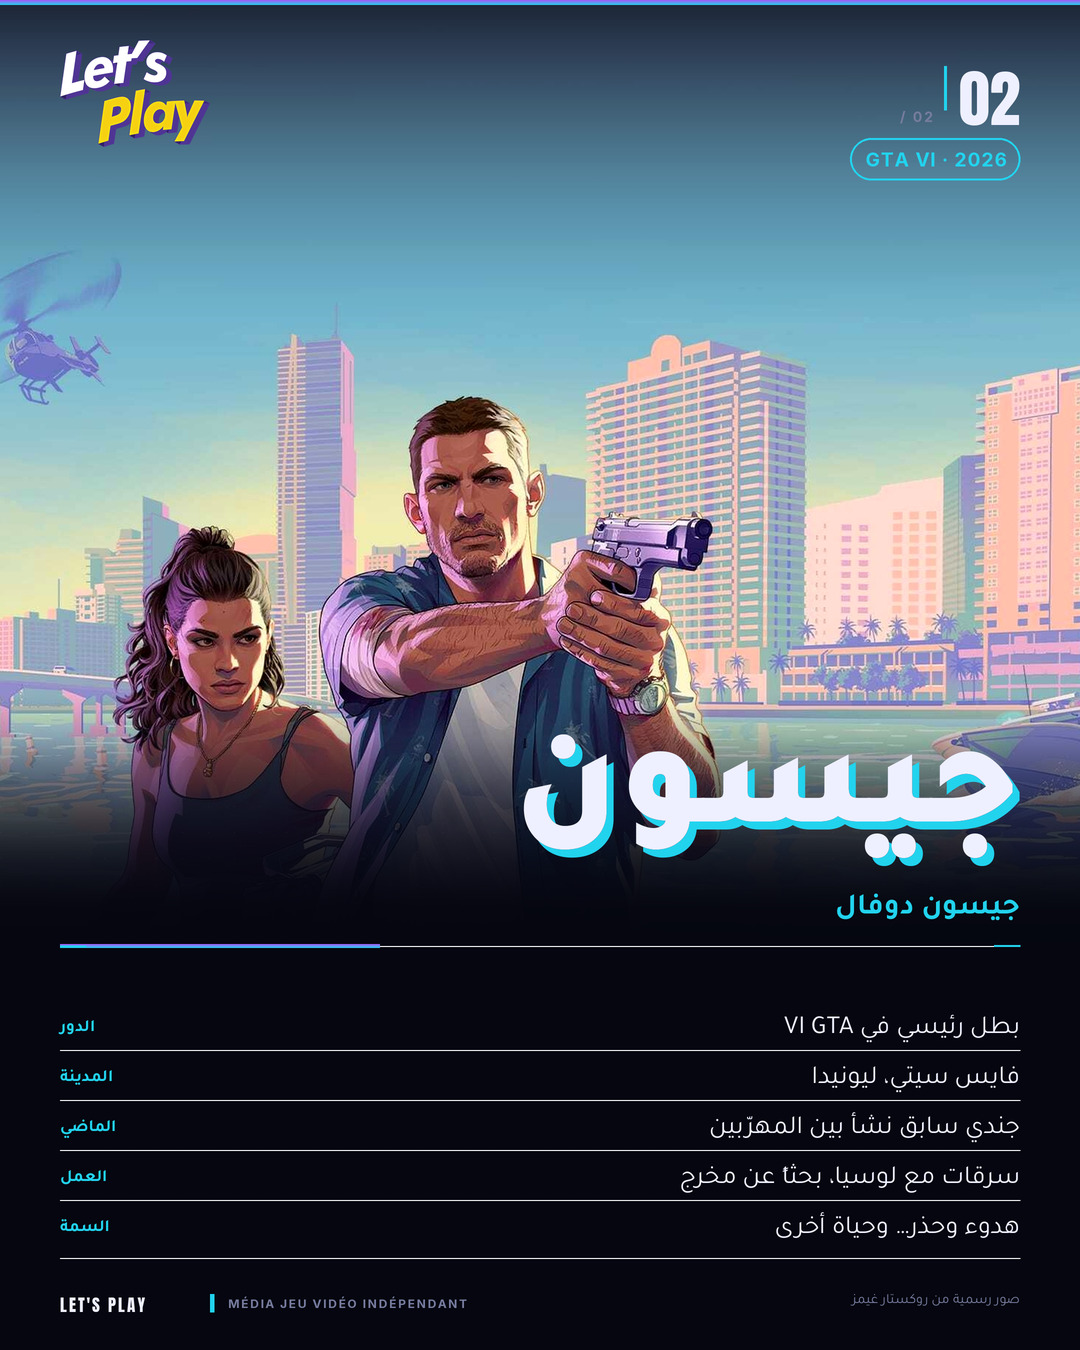 Let's
Play
02
/ 02
GTA VI · 2026
جيسون
جيسون دوفال
الدور
بطل رئيسي في VI GTA
المدينة
فايس سيتي، ليونيدا
الماضي
جندي سابق نشأ بين المهرّبين
العمل
سرقات مع لوسيا، بحثًا عن مخرج
السمة
هدوء وحذر… وحياة أخرى
LET'S PLAY
MÉDIA JEU VIDÉO INDÉPENDANT
صور رسمية من روكستار غيمز